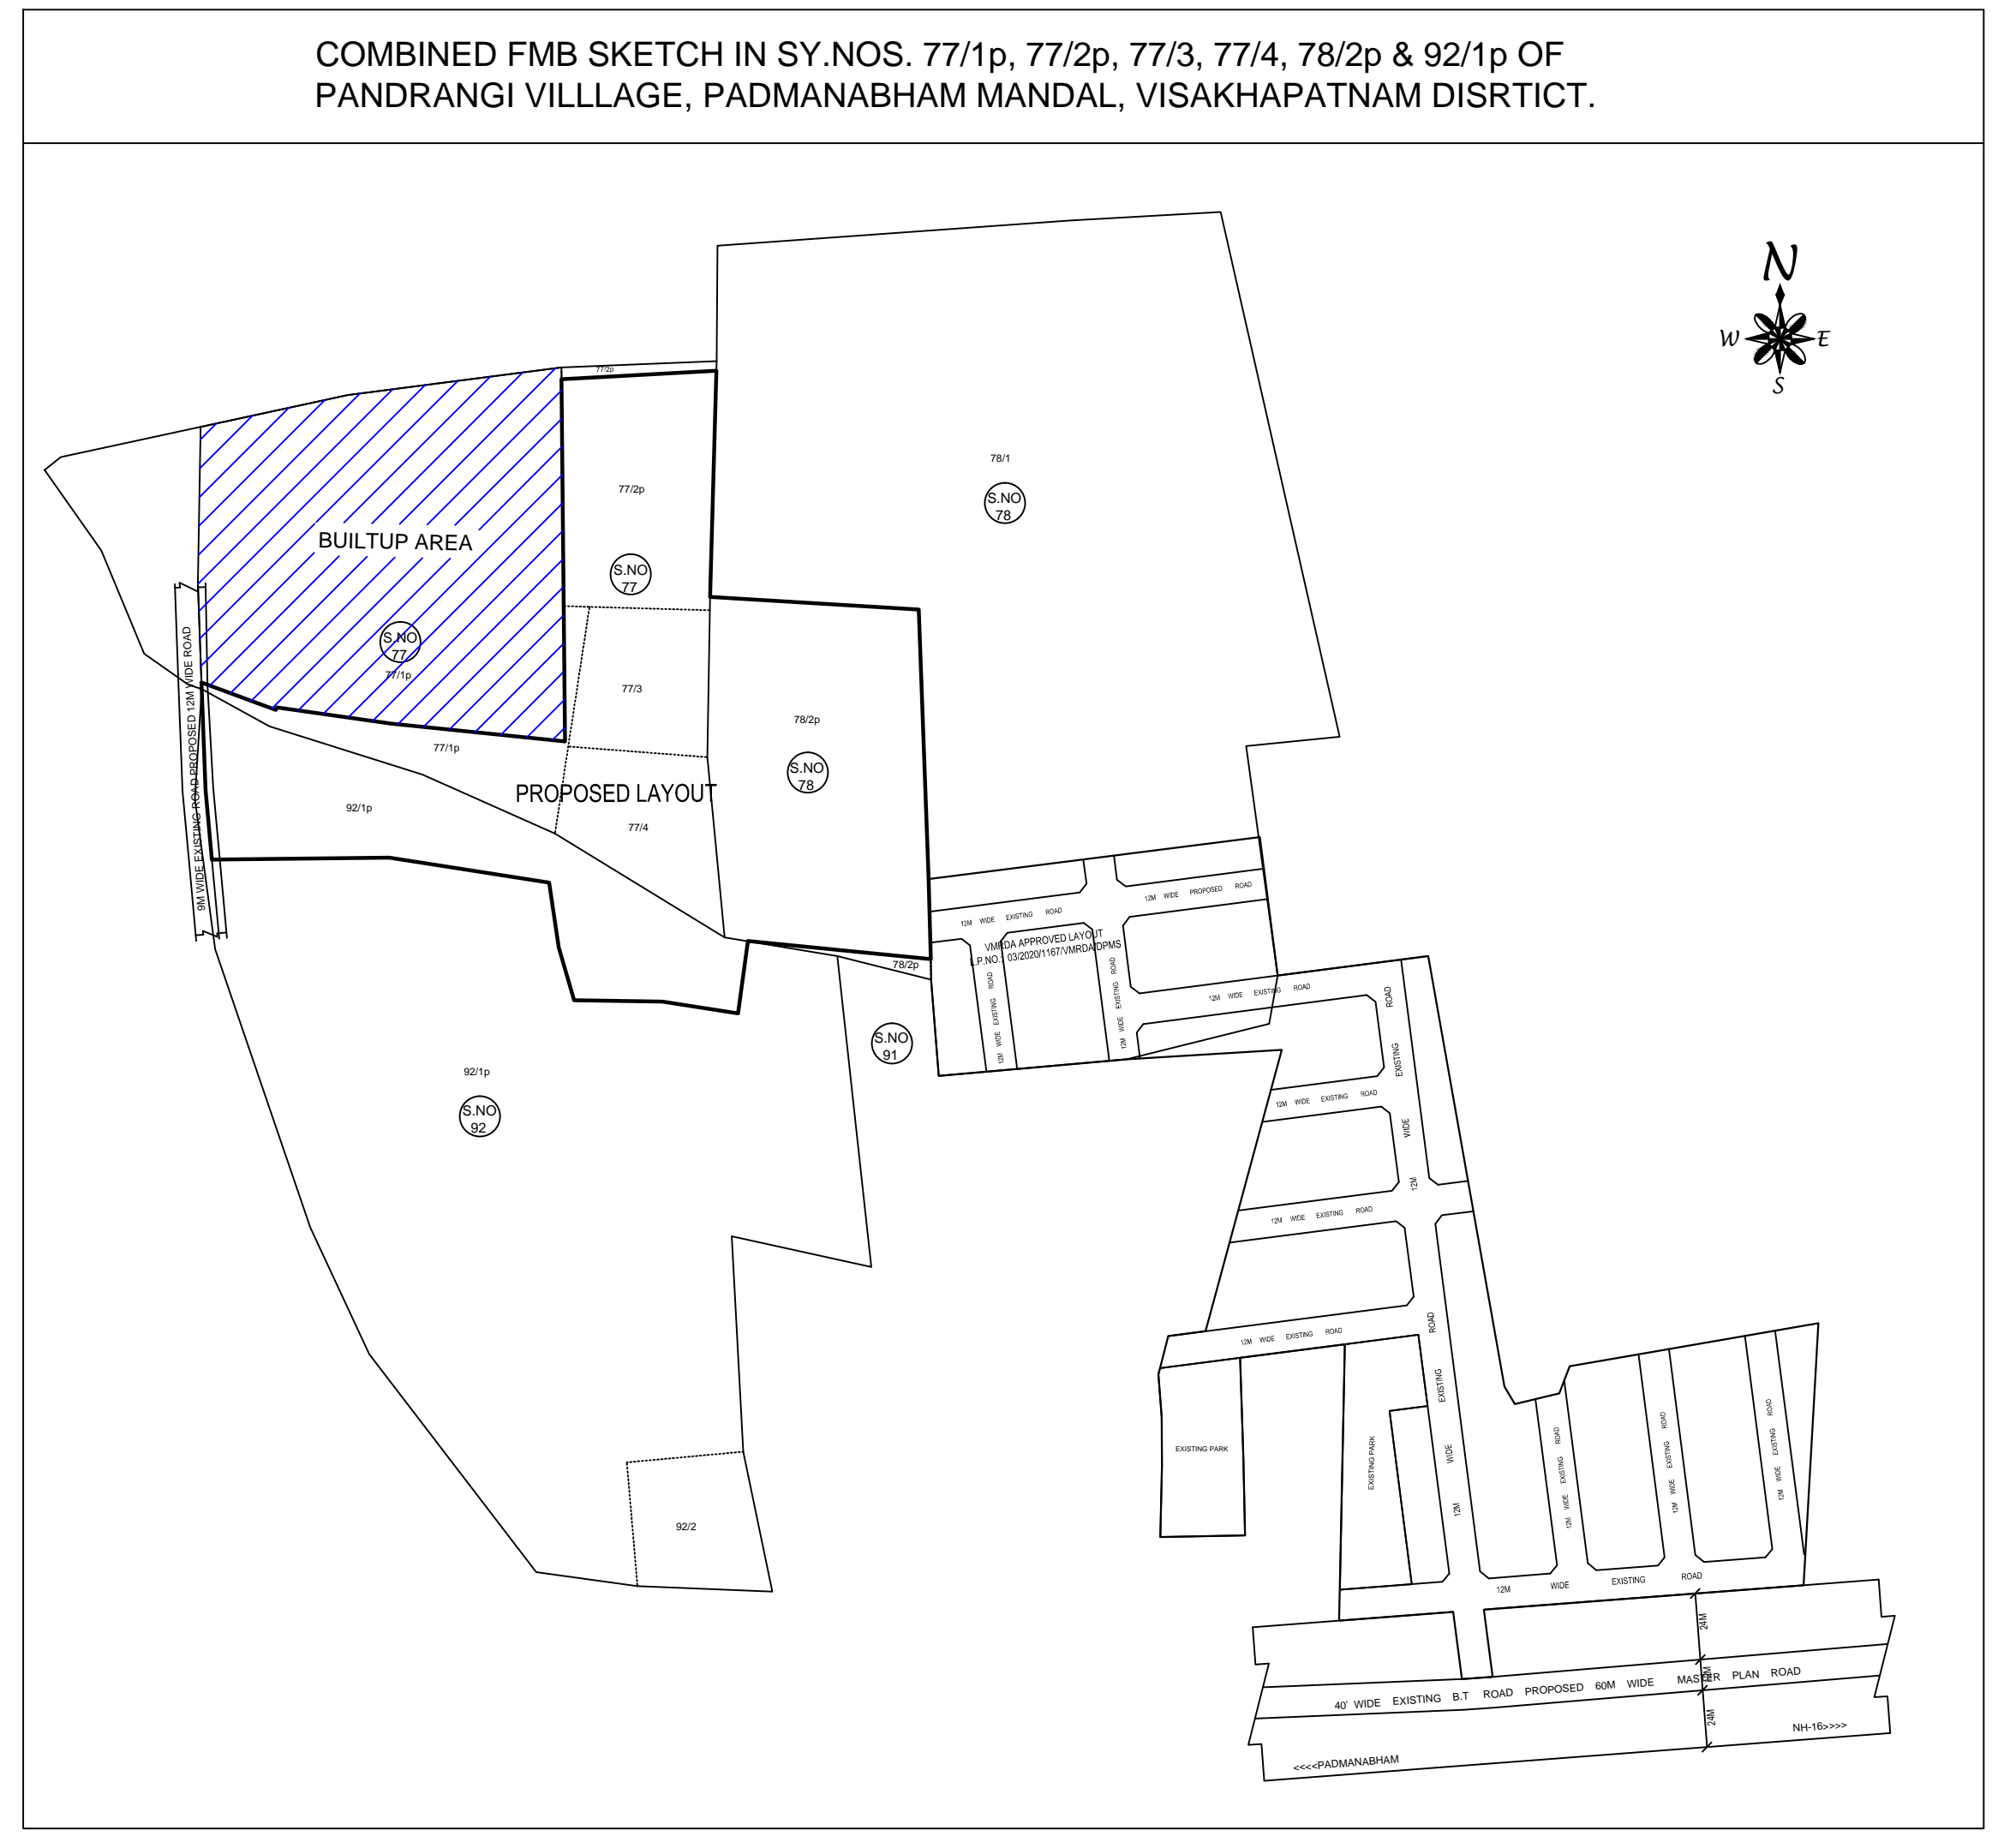 COMBINED FMB SKETCH IN SY.NOS. 77/1p, 77/2p, 77/3, 77/4, 78/2p & 92/1p OF
PANDRANGI VILLLAGE, PADMANABHAM MANDAL, VISAKHAPATNAM DISRTICT.
N
W E
S
77/2p
78/1
S.NO
78
77/2p
S.NO
77
BUILTUP AREA
S.NO
77
77/1p
9M WIDE EXISTING ROAD PROPOSED 12M WIDE ROAD
77/3
78/2p
S.NO
78
77/1p
PROPOSED LAYOUT
92/1p
77/4
12M WIDE PROPOSED ROAD
12M WIDE EXISTING ROAD
VMRDA APPROVED LAYOUT
L.P.NO.: 03/2020/1167/VMRDA/DPMS
78/2p
12M WIDE EXISTING ROAD
12M WIDE EXISTING ROAD
12M WIDE EXISTING ROAD
12M WIDE EXISTING ROAD
S.NO
91
92/1p
S.NO
92
12M WIDE EXISTING ROAD
12M WIDE EXISTING ROAD
12M WIDE EXISTING ROAD
12M WIDE EXISTING ROAD
EXISTING PARK
EXISTING PARK
12M WIDE EXISTING ROAD
12M WIDE EXISTING ROAD
12M WIDE EXISTING ROAD
92/2
12M WIDE EXISTING ROAD
24M
12M
40' WIDE EXISTING B.T ROAD PROPOSED 60M WIDE MASTER PLAN ROAD
24M
NH-16>>>>
<<<<PADMANABHAM